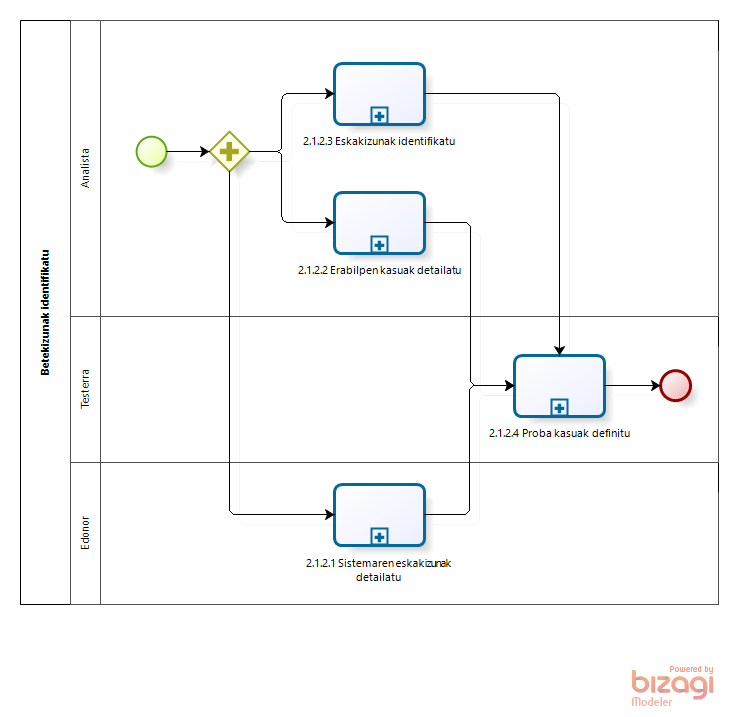 Betekizunak identifikatu
Analista
2.1.2.3 Eskakizunak identifikatu
2.1.2.2 Erabilpen kasuak detailatu
Testerra
2.1.2.4 Proba kasuak definitu
Edonor
2.1.2.1 Sistemaren eskakizunak
detailatu
Powered by
bizagi
Modeler